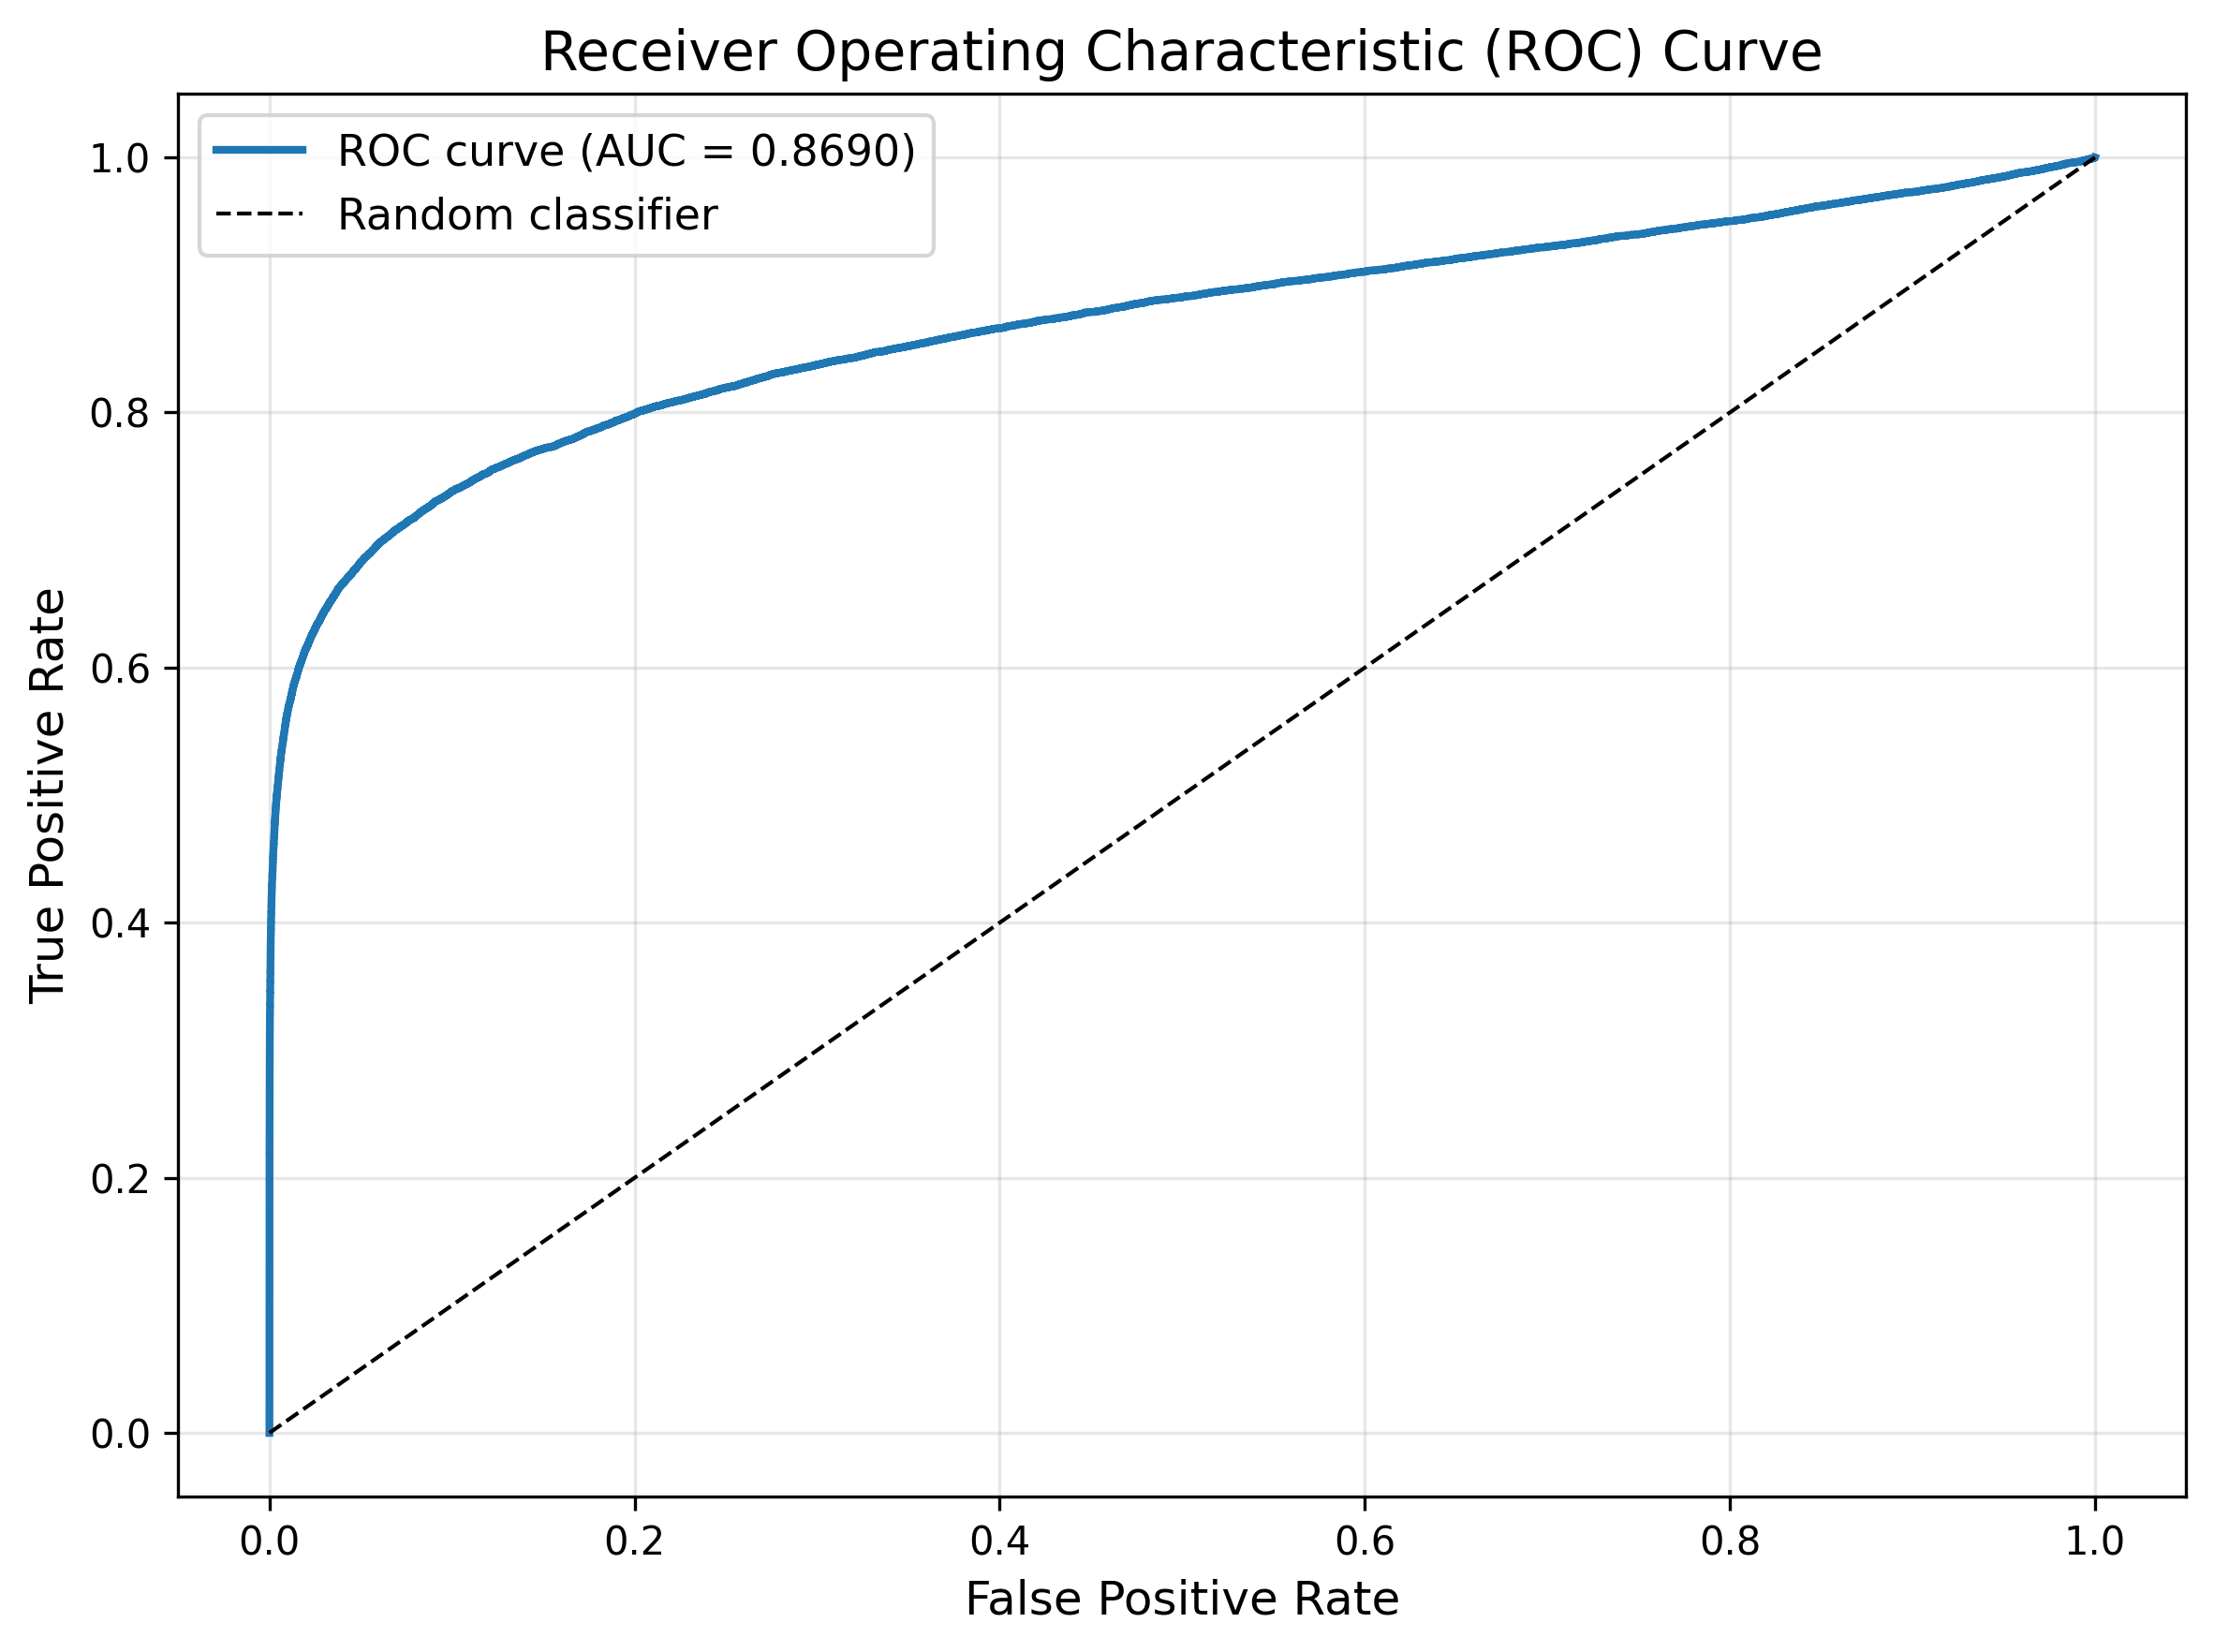 Receiver Operating Characteristic (ROC) Curve
ROC curve (AUC = 0.8690)
Random classifier
True Positive Rate
1.0
0.8
0.6
0.4
0.2
0.0
0.0 0.2 0.4 0.6 0.8 1.0
False Positive Rate